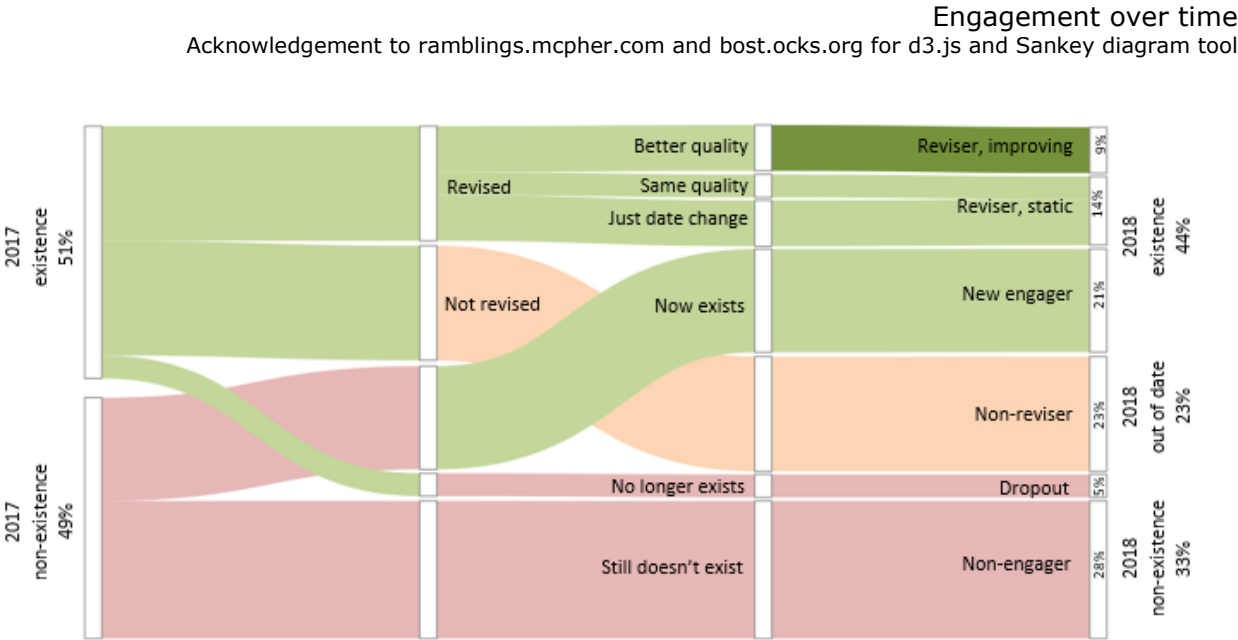 Engagement over time
Acknowledgement to ramblings.mcpher.com and bost.ocks.org for d3.js and Sankey diagram tool
2017
existence
51%
2017
non-existence
49%
Revised
Not revised
Better quality
Same quality
Just date change
Now exists
No longer exists
Still doesn’t exist
Reviser, improving
Reviser, static
New engager
Non-reviser
Dropout
Non-engager
9%
14%
21%
23%
5%
28%
2018
existence
44%
2018
out of date
23%
2018
non-existence
33%